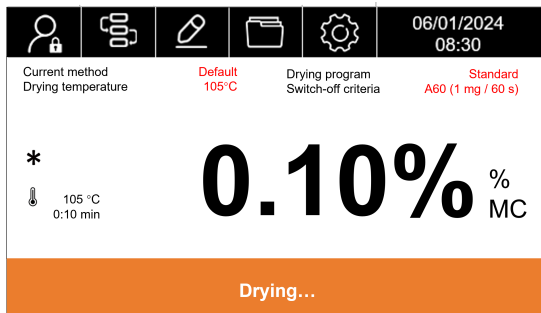 06/01/2024
08:30
Current method Default Drying program Standard
Drying temperature 105°C Switch-off criteria A60 (1 mg / 60 s)
*
0.10% %
MC
105 °C
0:10 min
Drying...